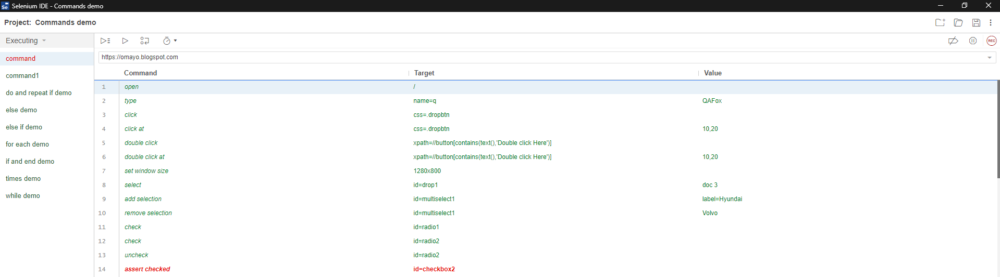 Se Selenium IDE - Commands demo
Project: Commands demo
Executing
command
command1
do and repeat if demo
else demo
else if demo
for each demo
if and end demo
times demo
while demo
REC
https://omayo.blogspot.com
Command Target Value
1 open /
2 type name=q QAFox
3 click css=.dropbtn
4 click at css=.dropbtn 10,20
5 double click xpath=//button[contains(text(),'Double click Here')]
6 double click at xpath=//button[contains(text(),'Double click Here')] 10,20
7 set window size 1280x800
8 select id=drop1 doc 3
9 add selection id=multiselect1 label=Hyundai
10 remove selection id=multiselect1 Volvo
11 check id=radio1
12 check id=radio2
13 uncheck id=radio2
14 assert checked id=checkbox2